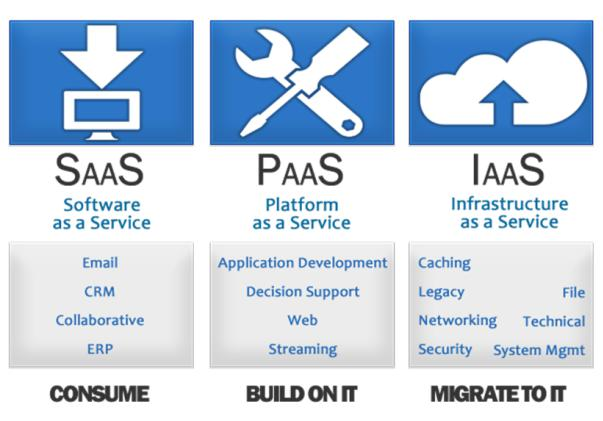 SAAS
Software
as a Service
Email
CRM
Collaborative
ERP
CONSUME
PAAS
Platform
as a Service
Application Development
Decision Support
Web
Streaming
BUILD ON IT
IAAS
Infrastructure
as a Service
Caching
Legacy File
Networking Technical
Security System Mgmt
MIGRATE TO IT